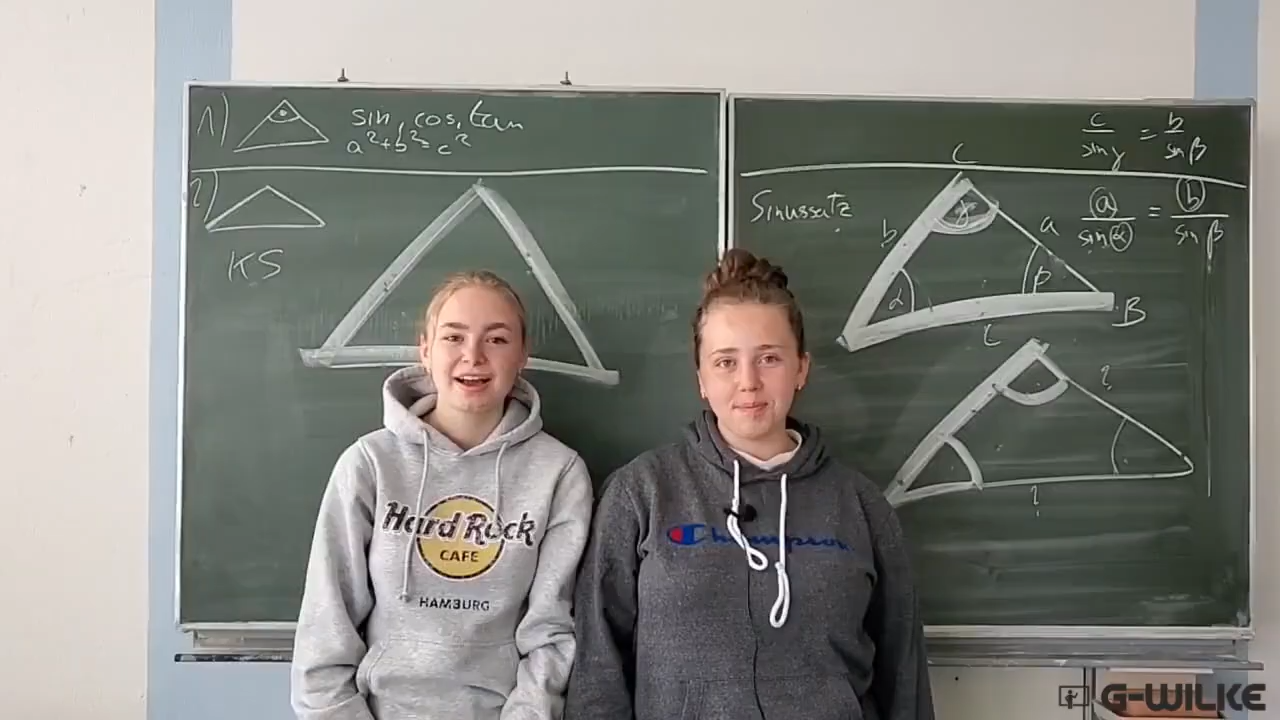 1) sin, cos, tan
a²+b²=c²
2)
KS
Sinussatz
c/sin γ = b/sin β
a/sin α = b/sin β
C
b γ a
α β
c B
?
?
Hard Rock
CAFE
HAMBURG
Champion
G-WILKE